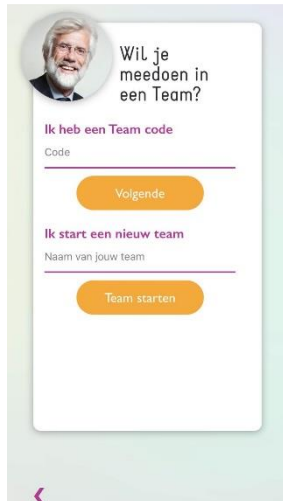 Wil je
meedoen in
een Team?
Ik heb een Team code
Code
Volgende
Ik start een nieuw team
Naam van jouw team
Team starten